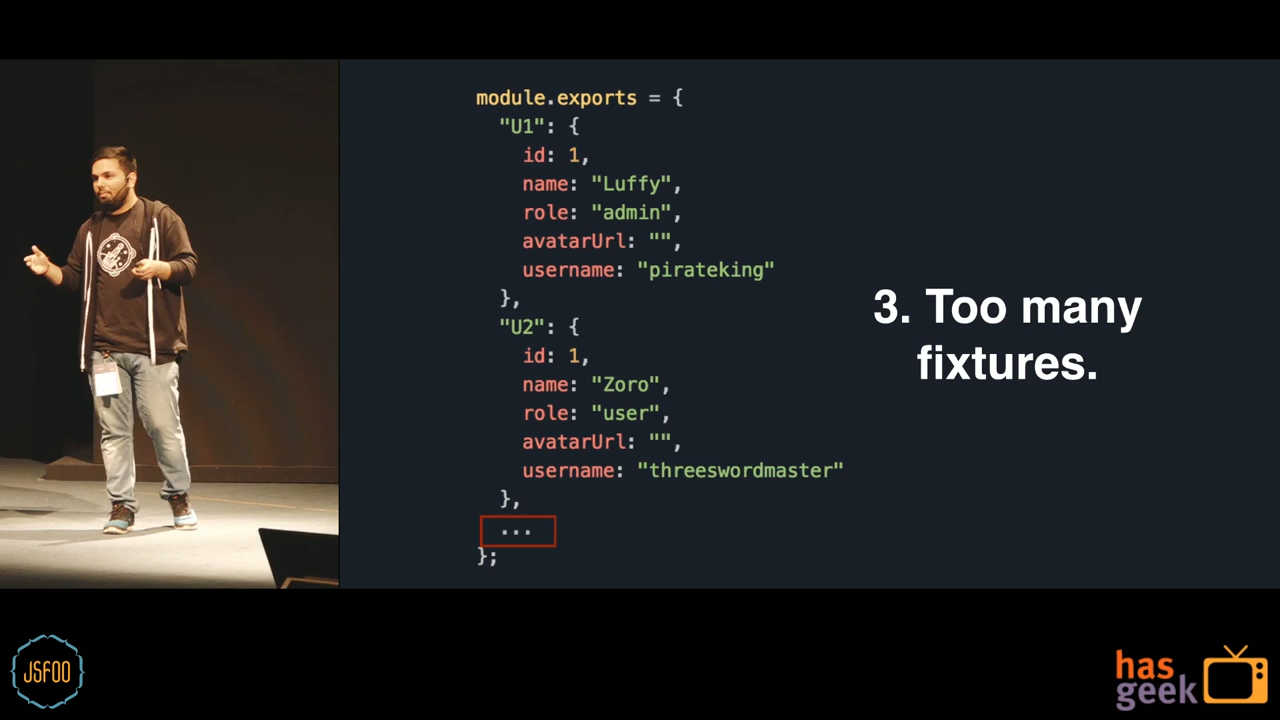 module.exports = {
"U1": {
id: 1,
name: "Luffy",
role: "admin",
avatarUrl: "",
username: "pirateking"
},
"U2": {
id: 1,
name: "Zoro",
role: "user",
avatarUrl: "",
username: "threeswordmaster"
},
...
};
3. Too many
fixtures.
JSFOO
has
geek